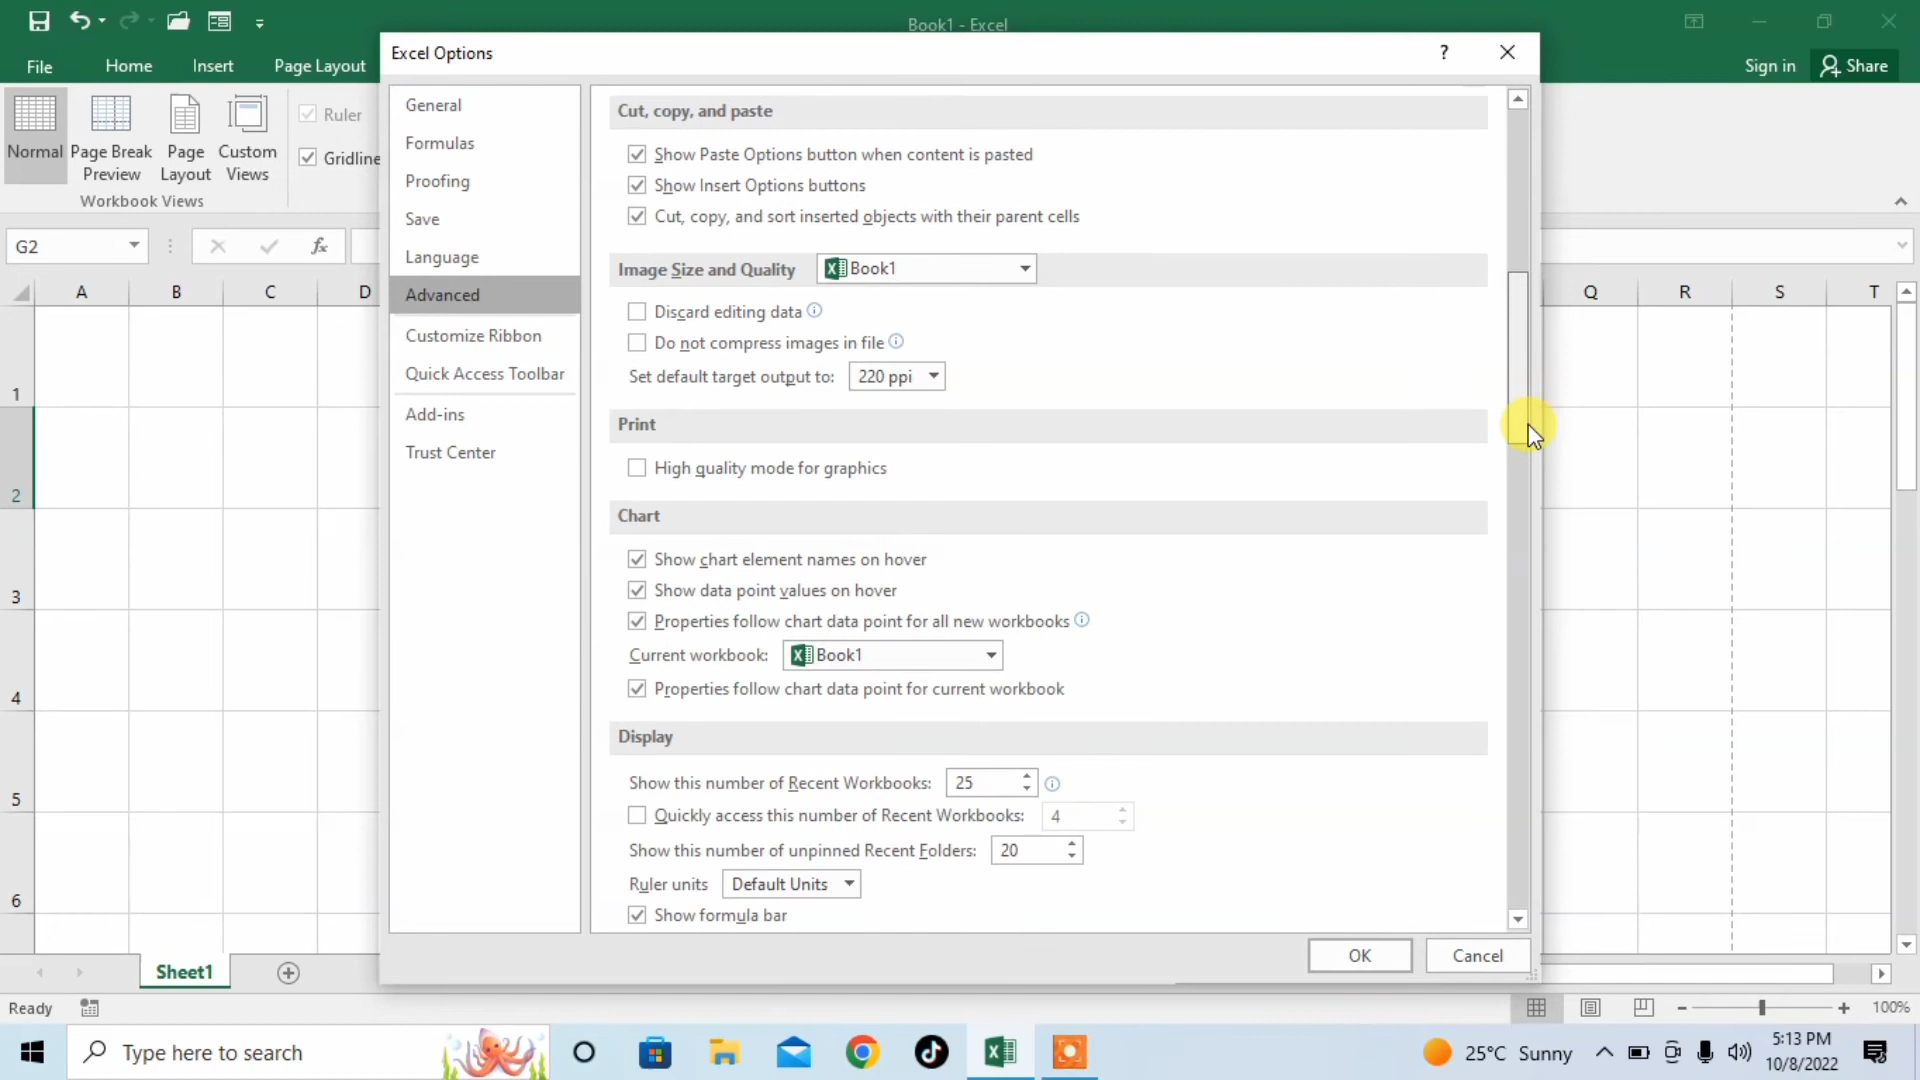 Book1 - Excel
File Home Insert Page Layout
Sign in Share
Normal
Page Break Preview
Page Layout
Custom Views
Ruler
Gridline
Workbook Views
G2
fx
A B C D Q R S T
1
2
3
4
5
6
Excel Options
?
General
Formulas
Proofing
Save
Language
Advanced
Customize Ribbon
Quick Access Toolbar
Add-ins
Trust Center
Cut, copy, and paste
Show Paste Options button when content is pasted
Show Insert Options buttons
Cut, copy, and sort inserted objects with their parent cells
Image Size and Quality Book1
Discard editing data
Do not compress images in file
Set default target output to: 220 ppi
Print
High quality mode for graphics
Chart
Show chart element names on hover
Show data point values on hover
Properties follow chart data point for all new workbooks
Current workbook: Book1
Properties follow chart data point for current workbook
Display
Show this number of Recent Workbooks: 25
Quickly access this number of Recent Workbooks: 4
Show this number of unpinned Recent Folders: 20
Ruler units Default Units
Show formula bar
OK Cancel
Sheet1
Ready
100%
Type here to search
25°C Sunny
5:13 PM
10/8/2022